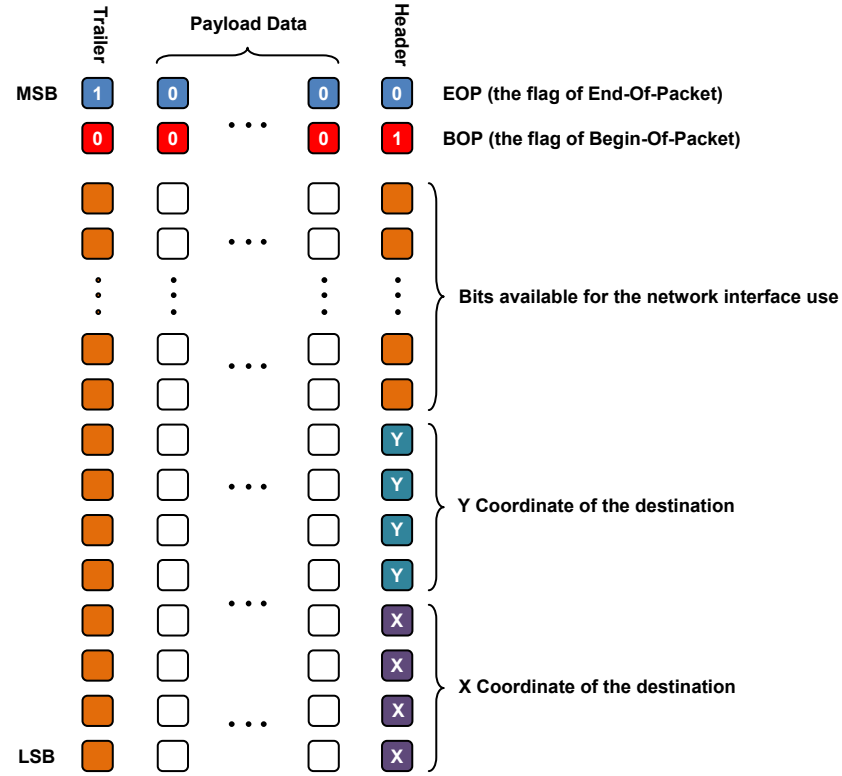 Trailer
Payload Data
Header
MSB
1
0
0
0
EOP (the flag of End-Of-Packet)
0
0
0
1
BOP (the flag of Begin-Of-Packet)
Bits available for the network interface use
Y
Y
Y
Y
Y Coordinate of the destination
X
X
X
X
X Coordinate of the destination
LSB